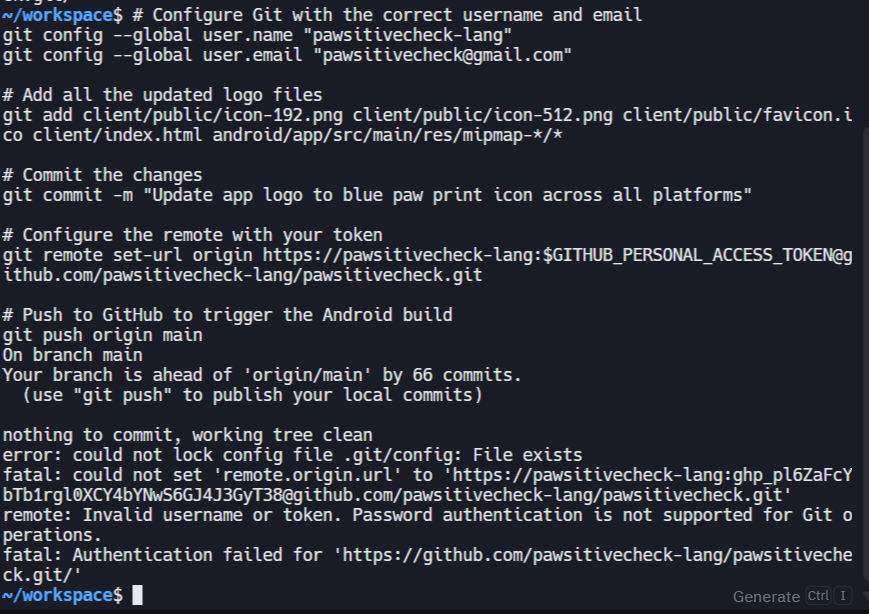 ~/workspace$ # Configure Git with the correct username and email
git config --global user.name "pawsitivecheck-lang"
git config --global user.email "pawsitivecheck@gmail.com"
# Add all the updated logo files
git add client/public/icon-192.png client/public/icon-512.png client/public/favicon.i
co client/index.html android/app/src/main/res/mipmap-*/*
# Commit the changes
git commit -m "Update app logo to blue paw print icon across all platforms"
# Configure the remote with your token
git remote set-url origin https://pawsitivecheck-lang:$GITHUB_PERSONAL_ACCESS_TOKEN@g
ithub.com/pawsitivecheck-lang/pawsitivecheck.git
# Push to GitHub to trigger the Android build
git push origin main
On branch main
Your branch is ahead of 'origin/main' by 66 commits.
(use "git push" to publish your local commits)
nothing to commit, working tree clean
error: could not lock config file .git/config: File exists
fatal: could not set 'remote.origin.url' to 'https://pawsitivecheck-lang:ghp_pl6ZaFcY
bTb1rgl0XCY4bYNwS6GJ4J3GyT38@github.com/pawsitivecheck-lang/pawsitivecheck.git'
remote: Invalid username or token. Password authentication is not supported for Git o
perations.
fatal: Authentication failed for 'https://github.com/pawsitivecheck-lang/pawsitiveche
ck.git/'
~/workspace$
Generate Ctrl I